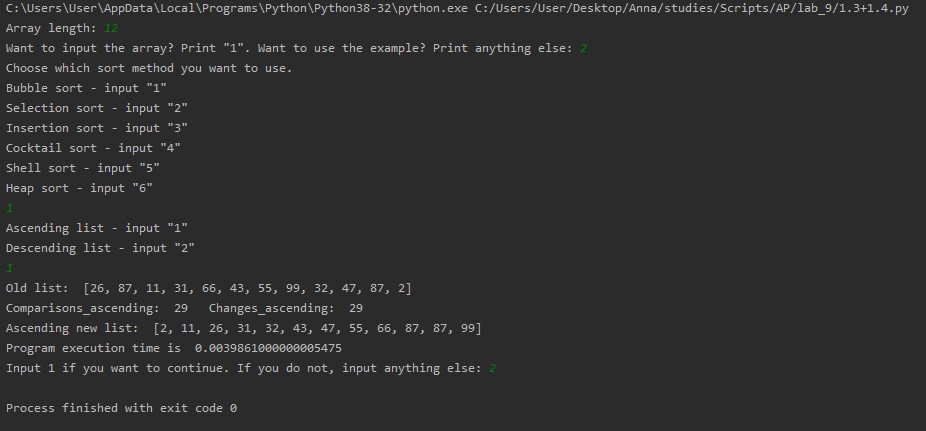 C:\Users\User\AppData\Local\Programs\Python\Python38-32\python.exe C:/Users/User/Desktop/Anna/studies/Scripts/AP/lab_9/1.3+1.4.py
Array length: 12
Want to input the array? Print "1". Want to use the example? Print anything else: 2
Choose which sort method you want to use.
Bubble sort - input "1"
Selection sort - input "2"
Insertion sort - input "3"
Cocktail sort - input "4"
Shell sort - input "5"
Heap sort - input "6"
1
Ascending list - input "1"
Descending list - input "2"
1
Old list:  [26, 87, 11, 31, 66, 43, 55, 99, 32, 47, 87, 2]
Comparisons_ascending:  29   Changes_ascending:  29
Ascending new list:  [2, 11, 26, 31, 32, 43, 47, 55, 66, 87, 87, 99]
Program execution time is  0.0039861000000005475
Input 1 if you want to continue. If you do not, input anything else: 2
Process finished with exit code 0